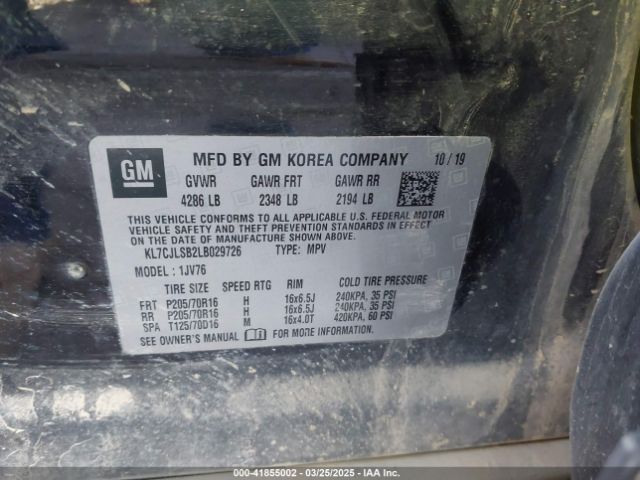 GM MFD BY GM KOREA COMPANY 10 / 19
GVWR GAWR FRT GAWR RR
4286 LB 2348 LB 2194 LB
THIS VEHICLE CONFORMS TO ALL APPLICABLE U.S. FEDERAL MOTOR
VEHICLE SAFETY AND THEFT PREVENTION STANDARDS IN EFFECT
ON THE DATE OF MANUFACTURE SHOWN ABOVE.
KL7CJLSB2LB029726 TYPE: MPV
MODEL : 1JV76
TIRE SIZE SPEED RTG RIM COLD TIRE PRESSURE
FRT P205/70R16 H 16x6.5J 240KPA, 35 PSI
RR P205/70R16 H 16x6.5J 240KPA, 35 PSI
SPA T125/70D16 M 16x4.0T 420KPA, 60 PSI
SEE OWNER'S MANUAL FOR MORE INFORMATION.
000-41855002 - 03/25/2025 - IAA Inc.